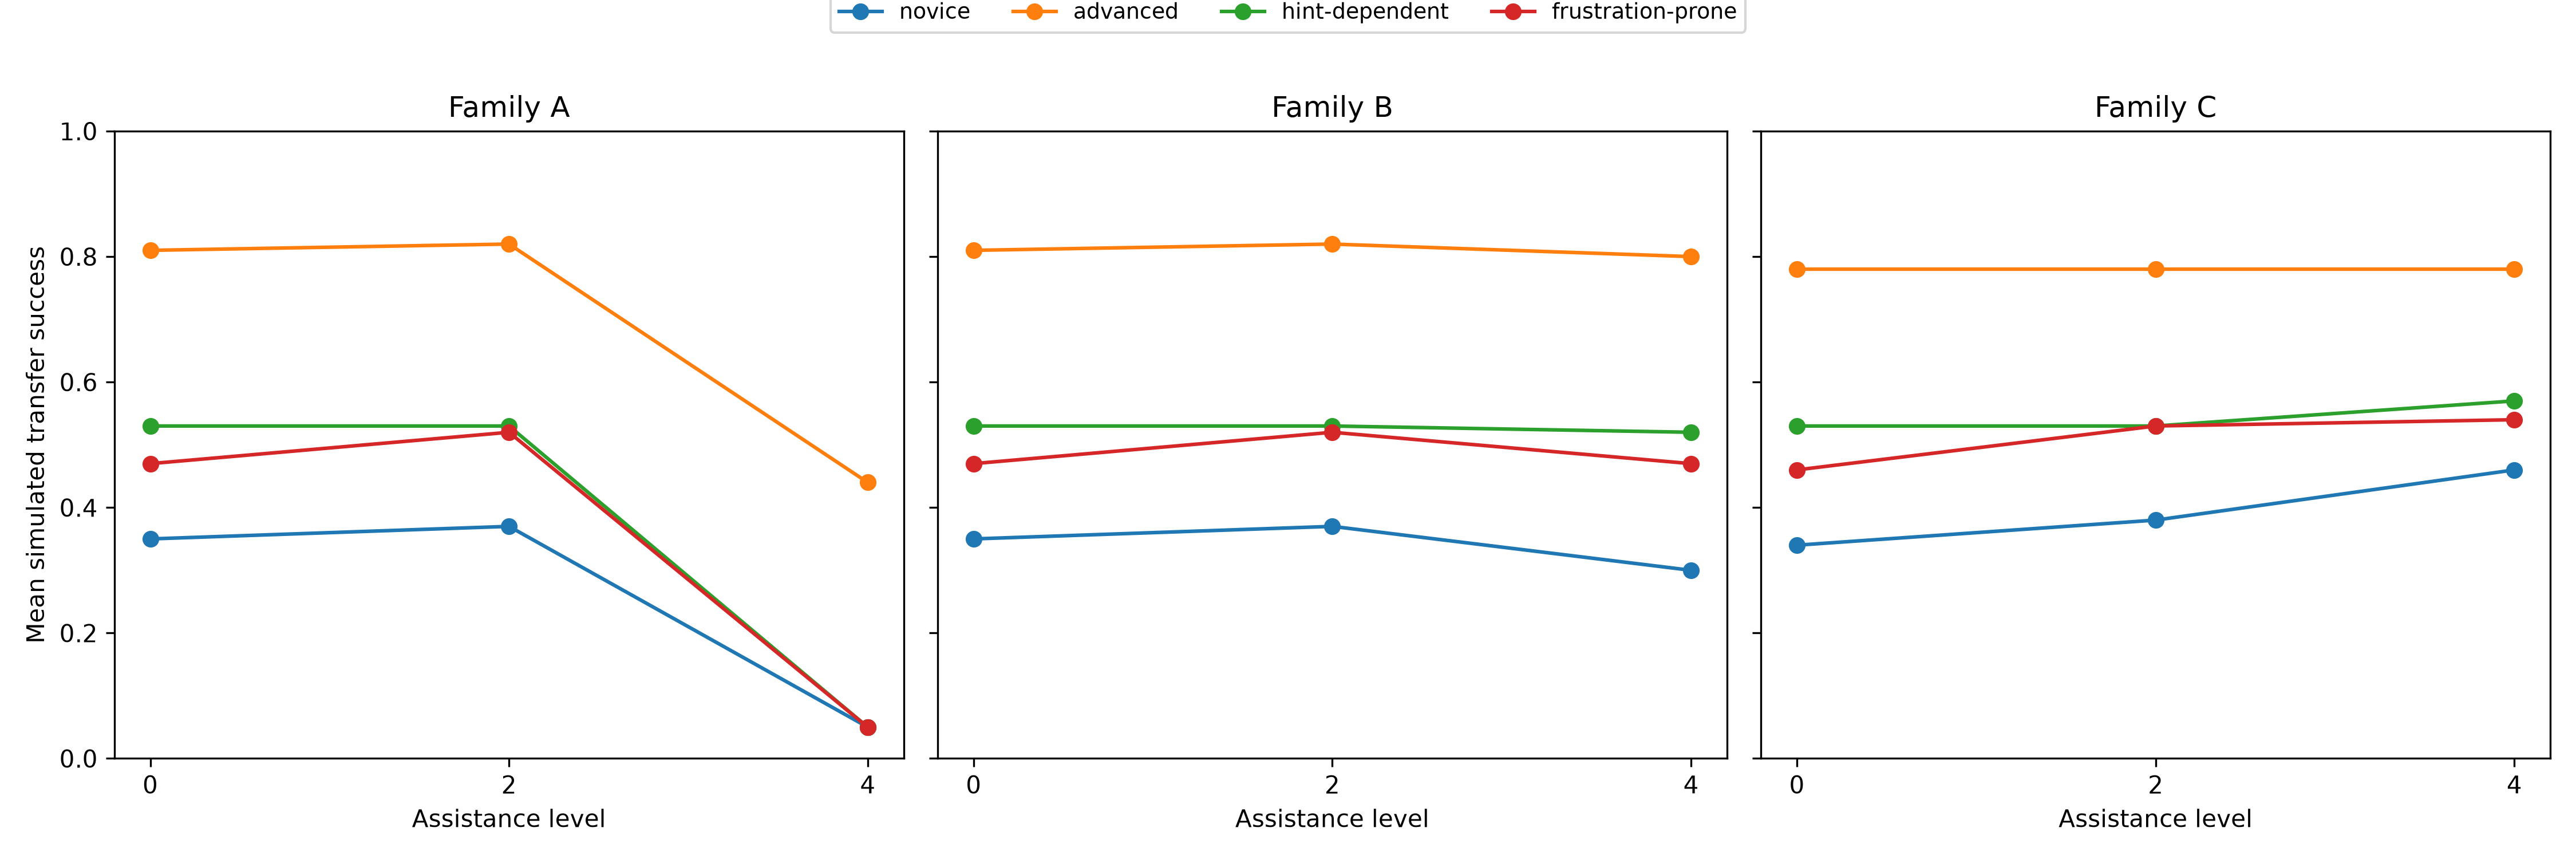 novice advanced hint-dependent frustration-prone
Family A
Family B
Family C
Mean simulated transfer success
1.0
0.8
0.6
0.4
0.2
0.0
0 2 4
0 2 4
0 2 4
Assistance level
Assistance level
Assistance level